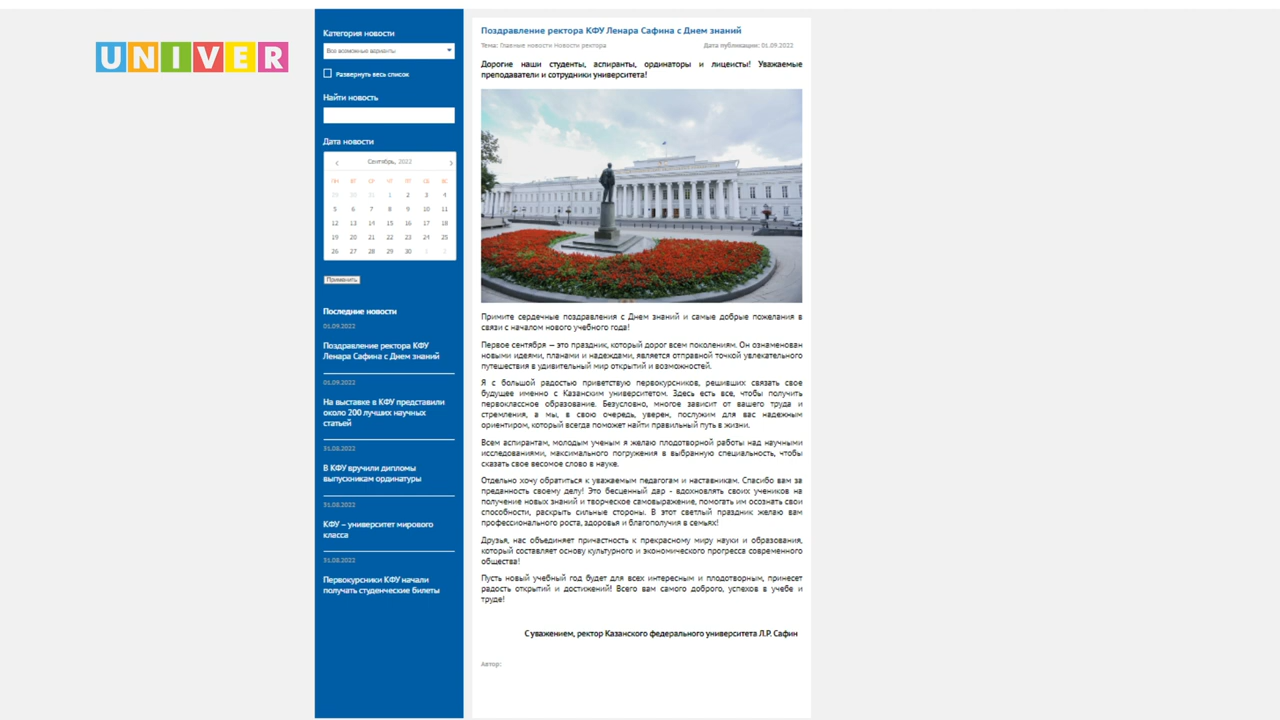 UNIVER
Категория новости
Все возможные варианты
Развернуть весь список
Найти новость
Дата новости
‹ Сентябрь, 2022 ›
ПН ВТ СР ЧТ ПТ СБ ВС
29 30 31 1 2 3 4
5 6 7 8 9 10 11
12 13 14 15 16 17 18
19 20 21 22 23 24 25
26 27 28 29 30 1 2
Применить
Последние новости
01.09.2022
Поздравление ректора КФУ
Ленара Сафина с Днем знаний
01.09.2022
На выставке в КФУ представили
около 200 лучших научных
статьей
31.08.2022
В КФУ вручили дипломы
выпускникам ординатуры
31.08.2022
КФУ – университет мирового
класса
31.08.2022
Первокурсники КФУ начали
получать студенческие билеты
Поздравление ректора КФУ Ленара Сафина с Днем знаний
Тема: Главные новости Новости ректора Дата публикации: 01.09.2022
Дорогие наши студенты, аспиранты, ординаторы и лицеисты! Уважаемые
преподаватели и сотрудники университета!
Примите сердечные поздравления с Днем знаний и самые добрые пожелания в
связи с началом нового учебного года!
Первое сентября — это праздник, который дорог всем поколениям. Он ознаменован
новыми идеями, планами и надеждами, является отправной точкой увлекательного
путешествия в удивительный мир открытий и возможностей.
Я с большой радостью приветствую первокурсников, решивших связать свое
будущее именно с Казанским университетом. Здесь есть все, чтобы получить
первоклассное образование. Безусловно, многое зависит от вашего труда и
стремления, а мы, в свою очередь, уверен, послужим для вас надежным
ориентиром, который всегда поможет найти правильный путь в жизни.
Всем аспирантам, молодым ученым я желаю плодотворной работы над научными
исследованиями, максимального погружения в выбранную специальность, чтобы
сказать свое весомое слово в науке.
Отдельно хочу обратиться к уважаемым педагогам и наставникам. Спасибо вам за
преданность своему делу! Это бесценный дар - вдохновлять своих учеников на
получение новых знаний и творческое самовыражение, помогать им осознать свои
способности, раскрыть сильные стороны. В этот светлый праздник желаю вам
профессионального роста, здоровья и благополучия в семьях!
Друзья, нас объединяет причастность к прекрасному миру науки и образования,
который составляет основу культурного и экономического прогресса современного
общества!
Пусть новый учебный год будет для всех интересным и плодотворным, принесет
радость открытий и достижений! Всего вам самого доброго, успехов в учебе и
труде!
С уважением, ректор Казанского федерального университета Л.Р. Сафин
Автор: